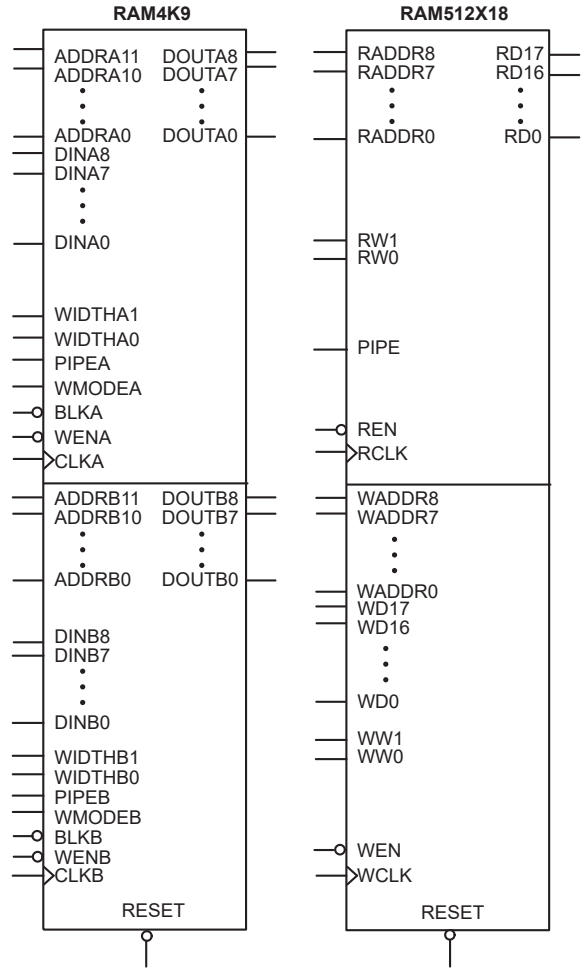 RAM4K9
ADDRA11 DOUTA8
ADDRA10 DOUTA7
ADDRA0 DOUTA0
DINA8
DINA7
DINA0
WIDTHA1
WIDTHA0
PIPEA
WMODEA
BLKA
WENA
CLKA
ADDRB11 DOUTB8
ADDRB10 DOUTB7
ADDRB0 DOUTB0
DINB8
DINB7
DINB0
WIDTHB1
WIDTHB0
PIPEB
WMODEB
BLKB
WENB
CLKB
RESET
RAM512X18
RADDR8 RD17
RADDR7 RD16
RADDR0 RD0
RW1
RW0
PIPE
REN
RCLK
WADDR8
WADDR7
WADDR0
WD17
WD16
WD0
WW1
WW0
WEN
WCLK
RESET